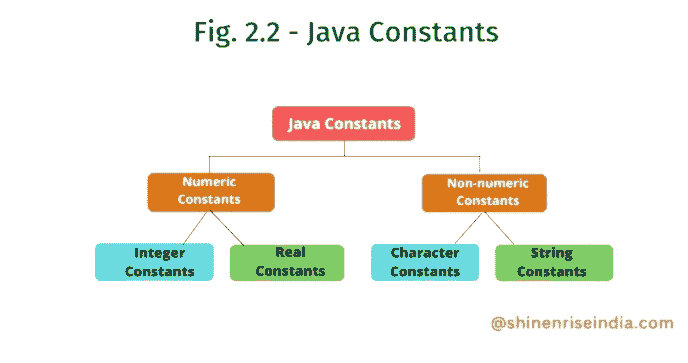 Fig. 2.2 - Java Constants
Java Constants
Numeric
Constants
Non-numeric
Constants
Integer
Constants
Real
Constants
Character
Constants
String
Constants
@shinenriseindia.com